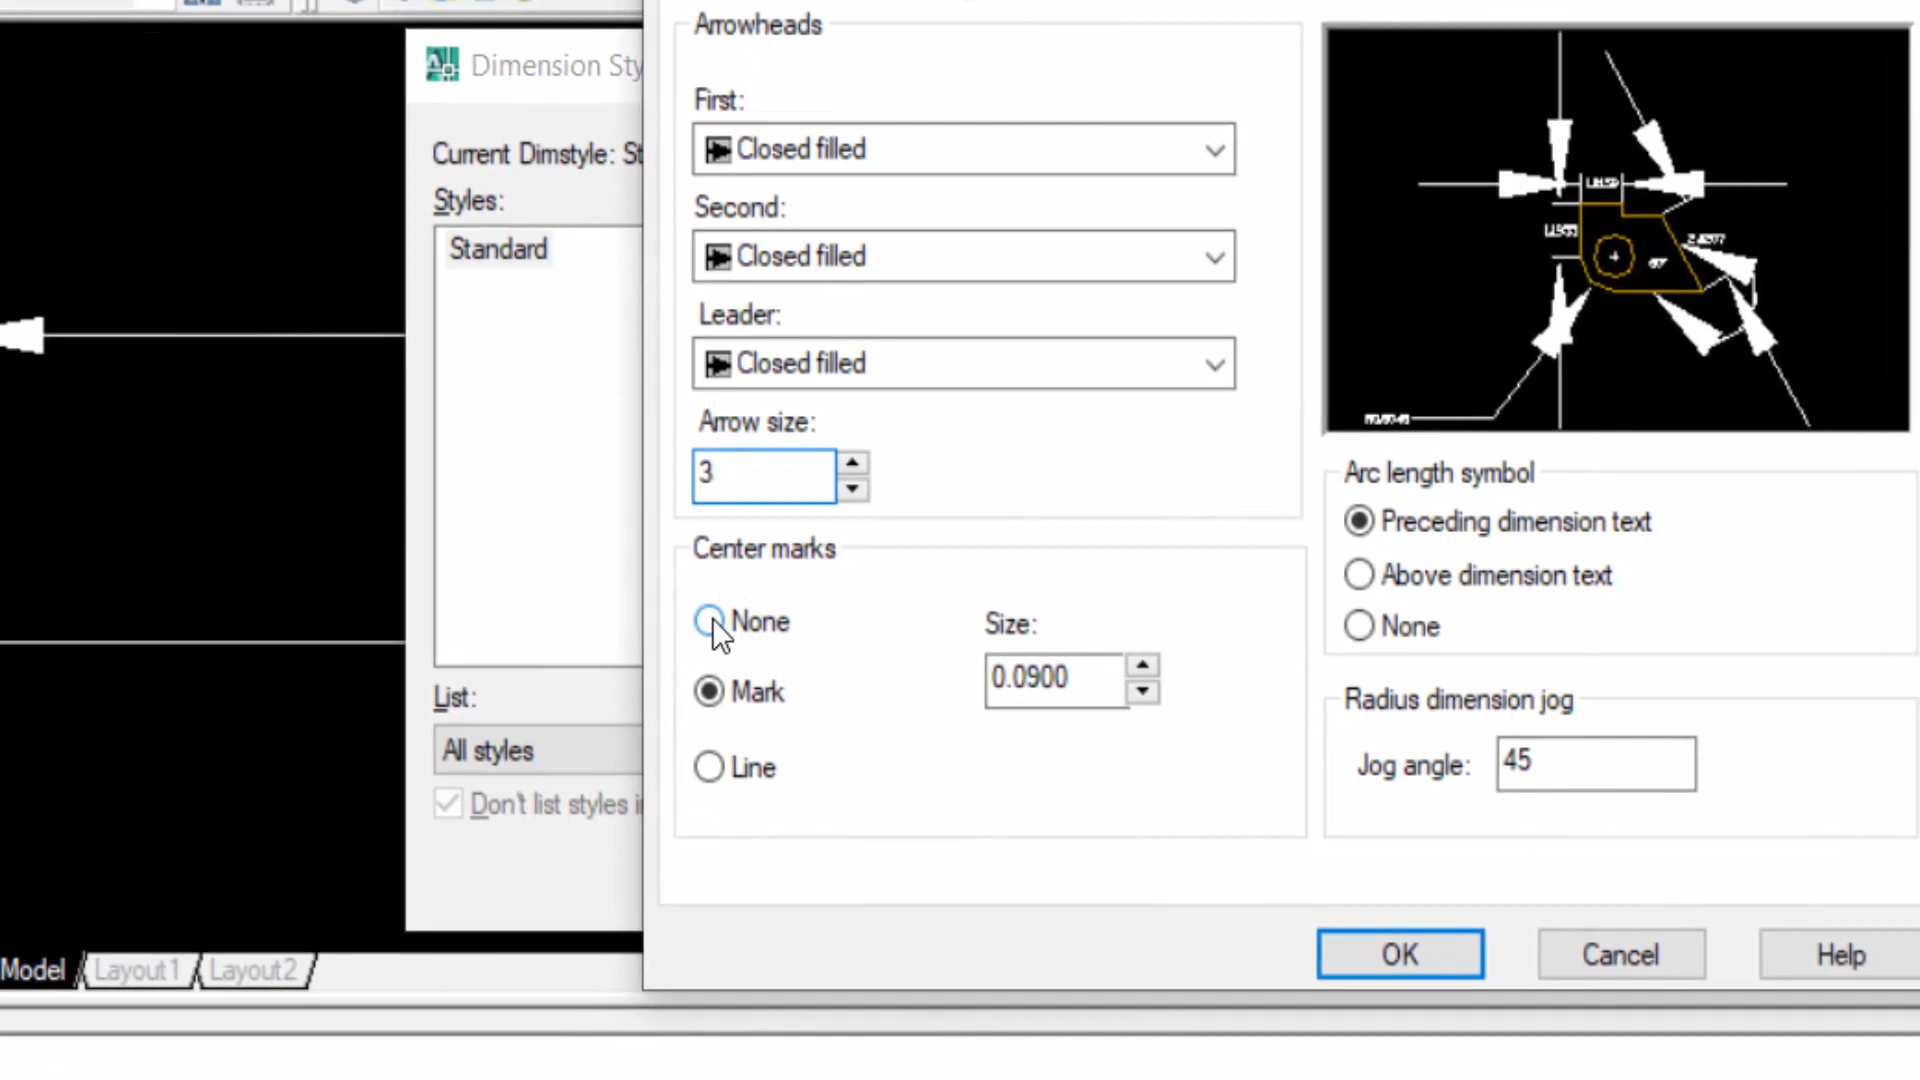 Dimension Sty
Current Dimstyle: St
Styles:
Standard
List:
All styles
Don't list styles i
Arrowheads
First:
Closed filled
Second:
Closed filled
Leader:
Closed filled
Arrow size:
3
Center marks
None
Mark
Line
Size:
0.0900
Arc length symbol
Preceding dimension text
Above dimension text
None
Radius dimension jog
Jog angle: 45
OK Cancel Help
Model Layout1 Layout2